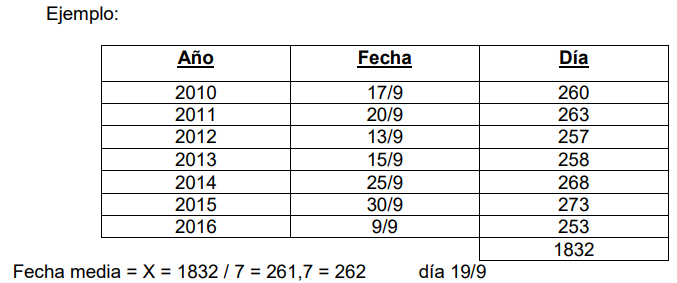 Ejemplo:
Año Fecha Día
2010 17/9 260
2011 20/9 263
2012 13/9 257
2013 15/9 258
2014 25/9 268
2015 30/9 273
2016 9/9 253
1832
Fecha media = X = 1832 / 7 = 261,7 = 262 día 19/9